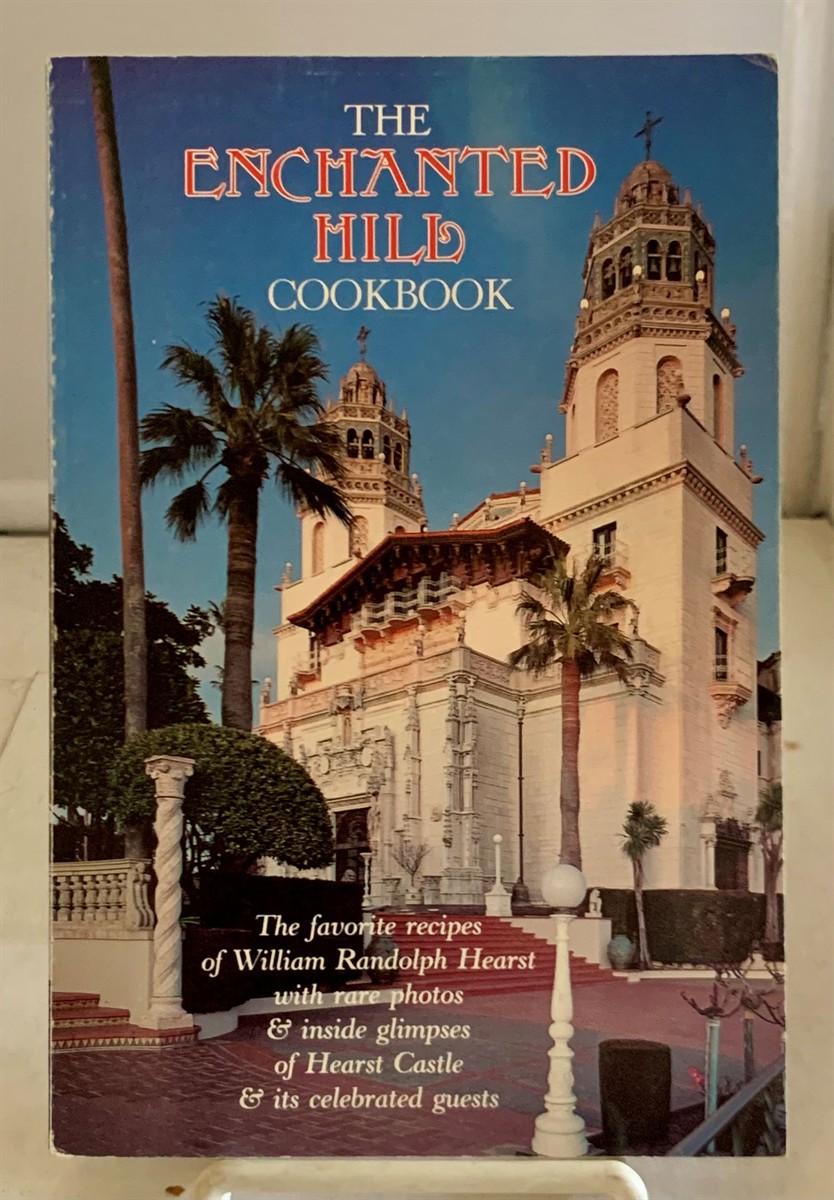 THE
ENCHANTED
HILL
COOKBOOK
The favorite recipes
of William Randolph Hearst
with rare photos
& inside glimpses
of Hearst Castle
& its celebrated guests